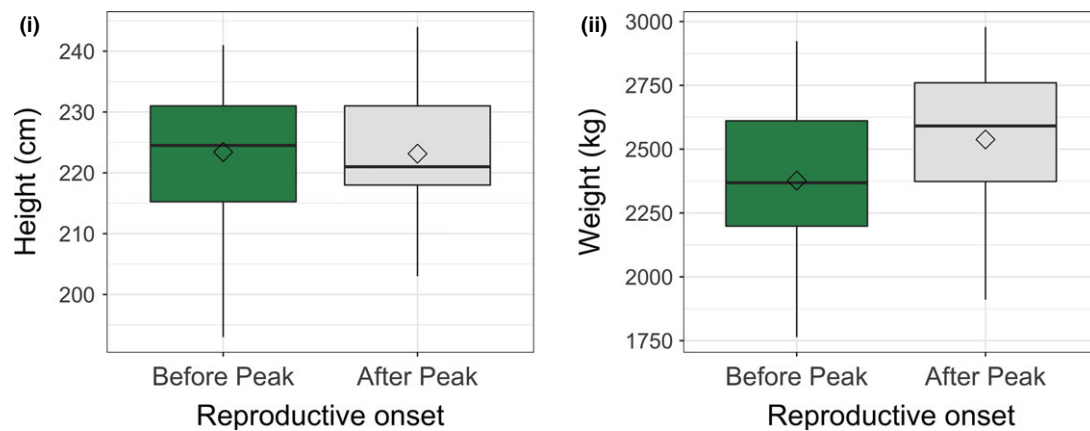 (i)
Height (cm)
240
230
220
210
200
Before Peak
After Peak
Reproductive onset
(ii)
Weight (kg)
3000
2750
2500
2250
2000
1750
Before Peak
After Peak
Reproductive onset